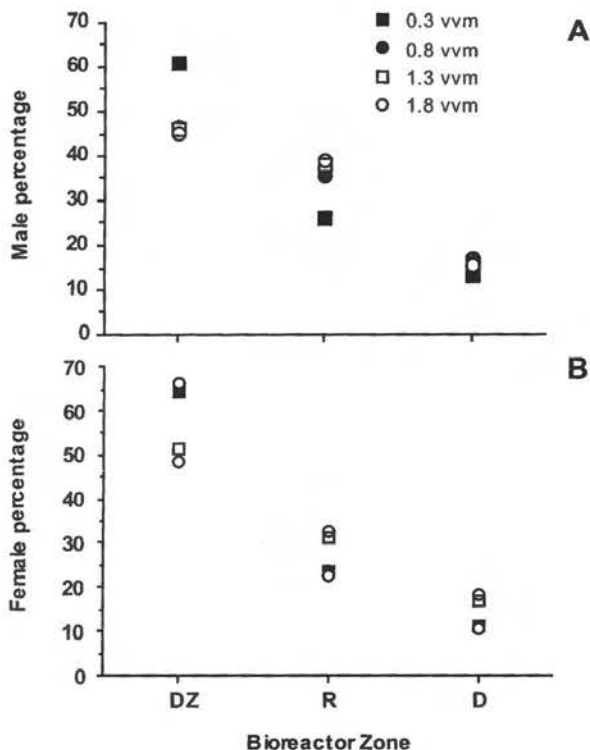 70
60
50
40
30
20
10
0
Male percentage
0.3 vvm
0.8 vvm
1.3 vvm
1.8 vvm
A
70
60
50
40
30
20
10
0
Female percentage
B
DZ R D
Bioreactor Zone